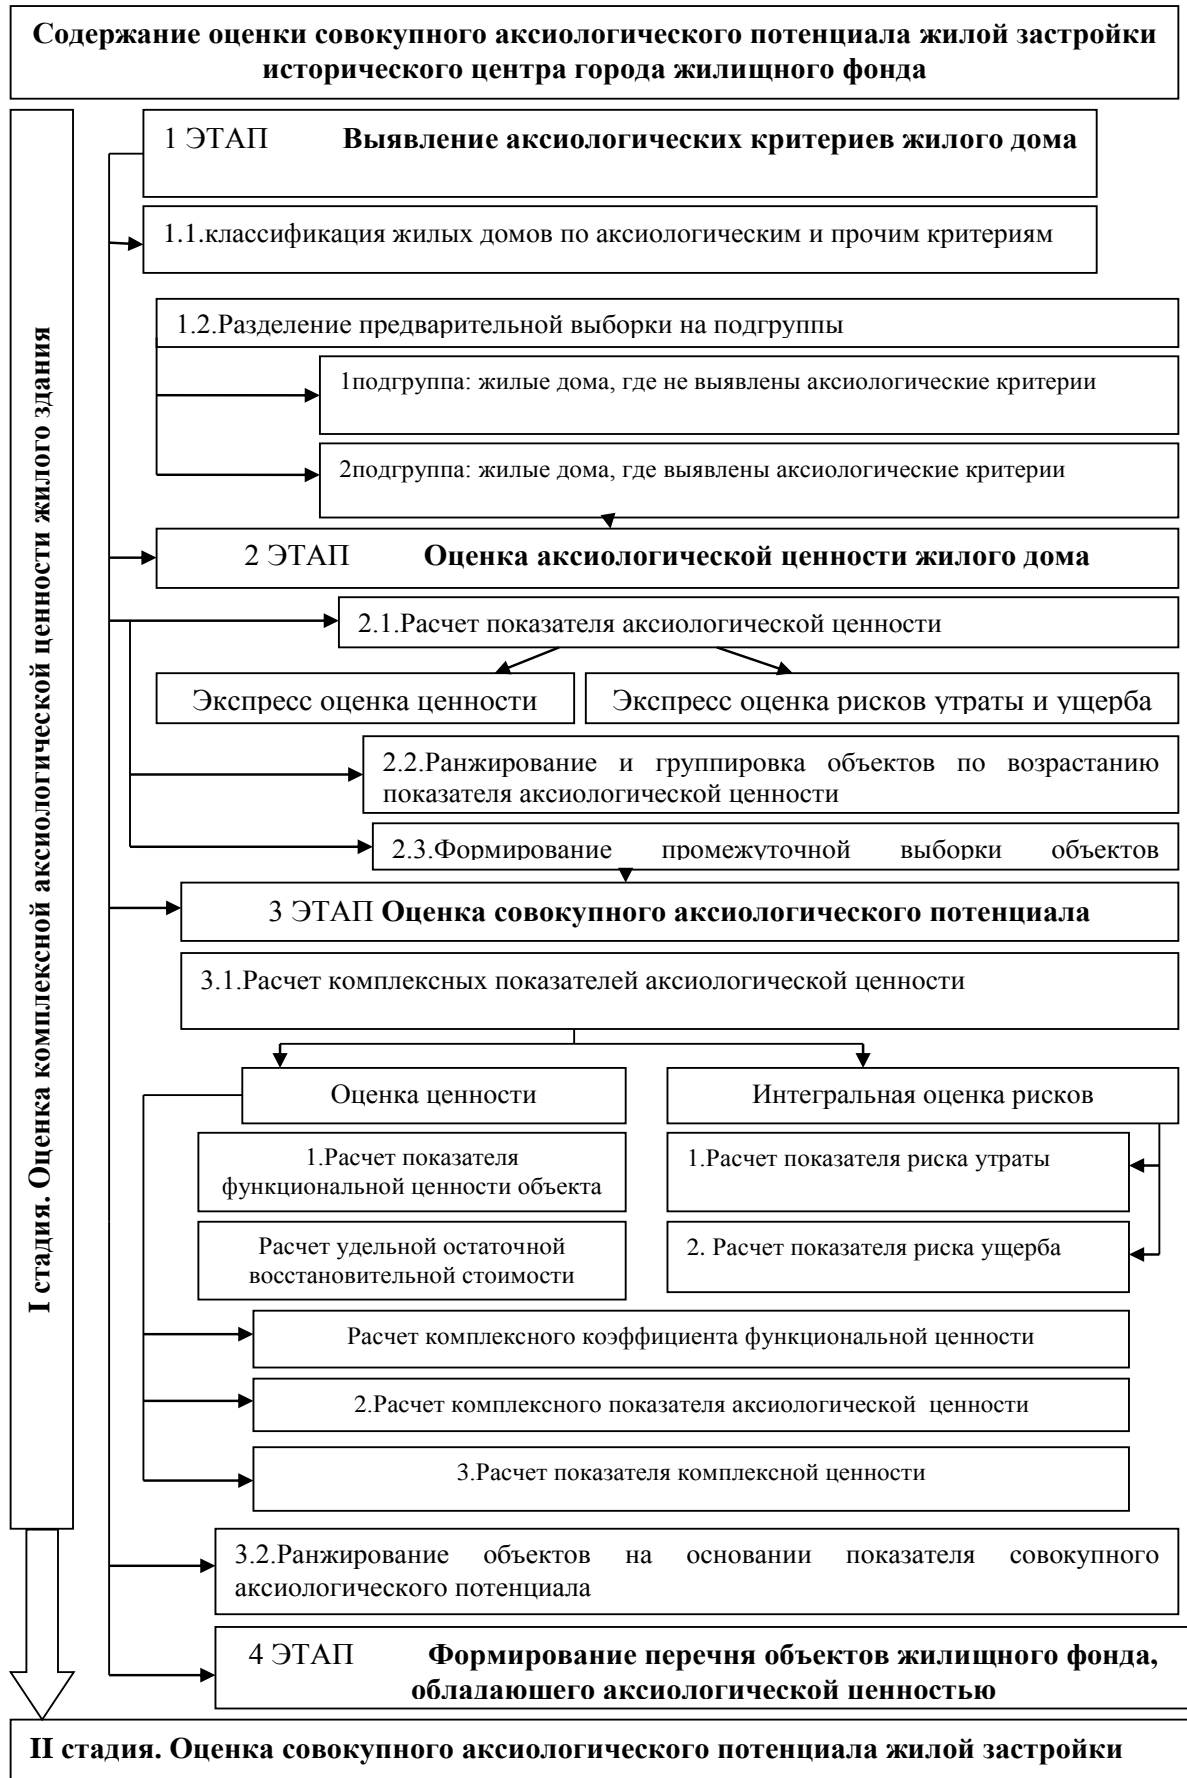 Содержание оценки совокупного аксиологического потенциала жилой застройки
исторического центра города жилищного фонда
I стадия. Оценка комплексной аксиологической ценности жилого здания
1 ЭТАП Выявление аксиологических критериев жилого дома
1.1.классификация жилых домов по аксиологическим и прочим критериям
1.2.Разделение предварительной выборки на подгруппы
1подгруппа: жилые дома, где не выявлены аксиологические критерии
2подгруппа: жилые дома, где выявлены аксиологические критерии
2 ЭТАП Оценка аксиологической ценности жилого дома
2.1.Расчет показателя аксиологической ценности
Экспресс оценка ценности
Экспресс оценка рисков утраты и ущерба
2.2.Ранжирование и группировка объектов по возрастанию
показателя аксиологической ценности
2.3.Формирование промежуточной выборки объектов
3 ЭТАП Оценка совокупного аксиологического потенциала
3.1.Расчет комплексных показателей аксиологической ценности
Оценка ценности
Интегральная оценка рисков
1.Расчет показателя
функциональной ценности объекта
1.Расчет показателя риска утраты
Расчет удельной остаточной
восстановительной стоимости
2. Расчет показателя риска ущерба
Расчет комплексного коэффициента функциональной ценности
2.Расчет комплексного показателя аксиологической ценности
3.Расчет показателя комплексной ценности
3.2.Ранжирование объектов на основании показателя совокупного
аксиологического потенциала
4 ЭТАП Формирование перечня объектов жилищного фонда,
обладающего аксиологической ценностью
II стадия. Оценка совокупного аксиологического потенциала жилой застройки